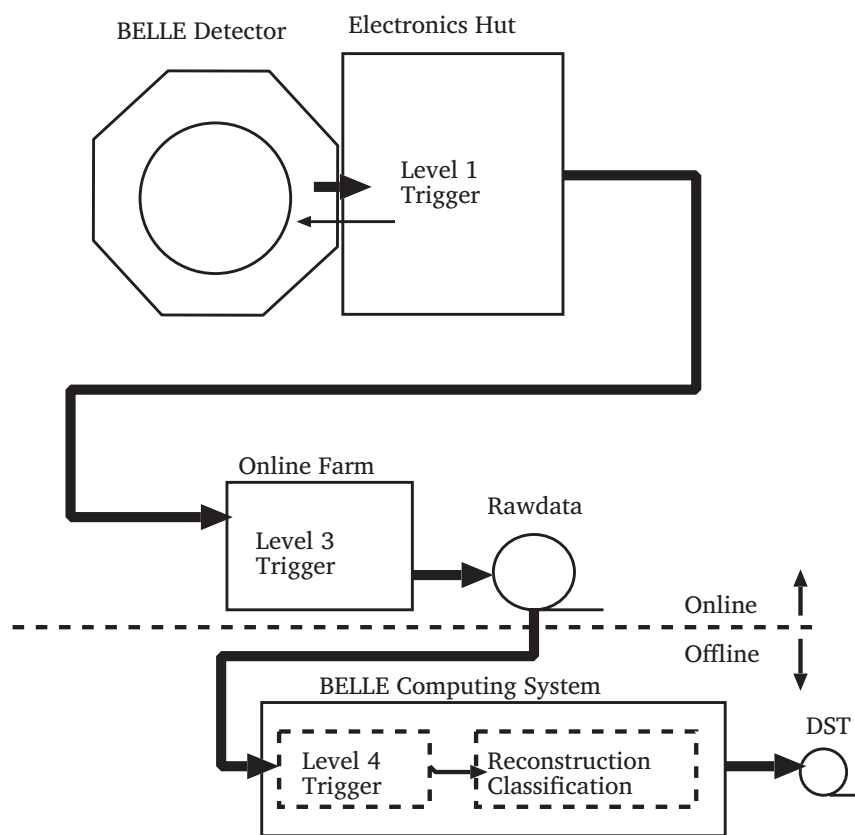 BELLE Detector
Electronics Hut
Level 1
Trigger
Online Farm
Level 3
Trigger
Rawdata
Online
Offline
BELLE Computing System
Level 4
Trigger
Reconstruction
Classification
DST